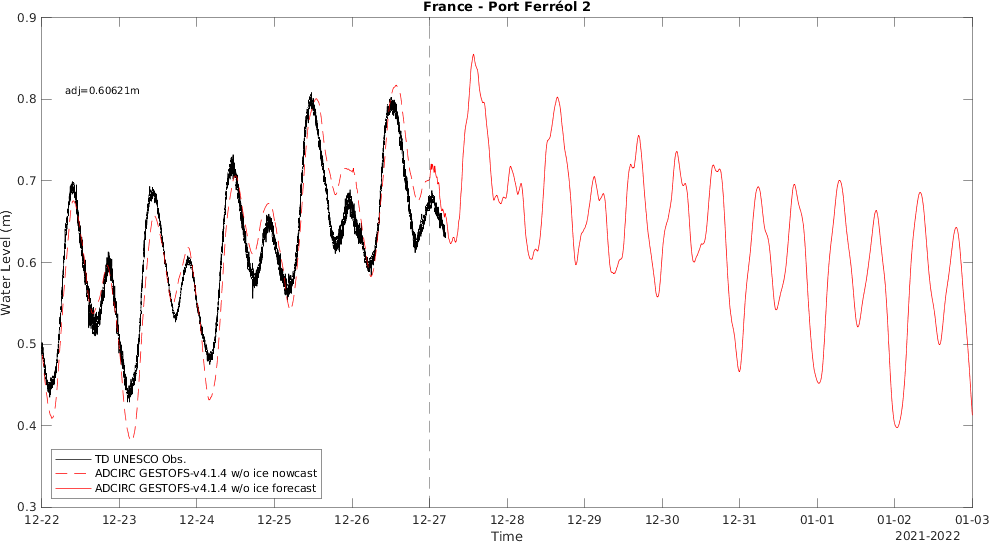 France - Port Ferréol 2
0.9
0.8
0.7
0.6
0.5
0.4
0.3
Water Level (m)
adj=0.60621m
TD UNESCO Obs.
ADCIRC GESTOFS-v4.1.4 w/o ice nowcast
ADCIRC GESTOFS-v4.1.4 w/o ice forecast
12-22 12-23 12-24 12-25 12-26 12-27 12-28 12-29 12-30 12-31 01-01 01-02 01-03
Time
2021-2022